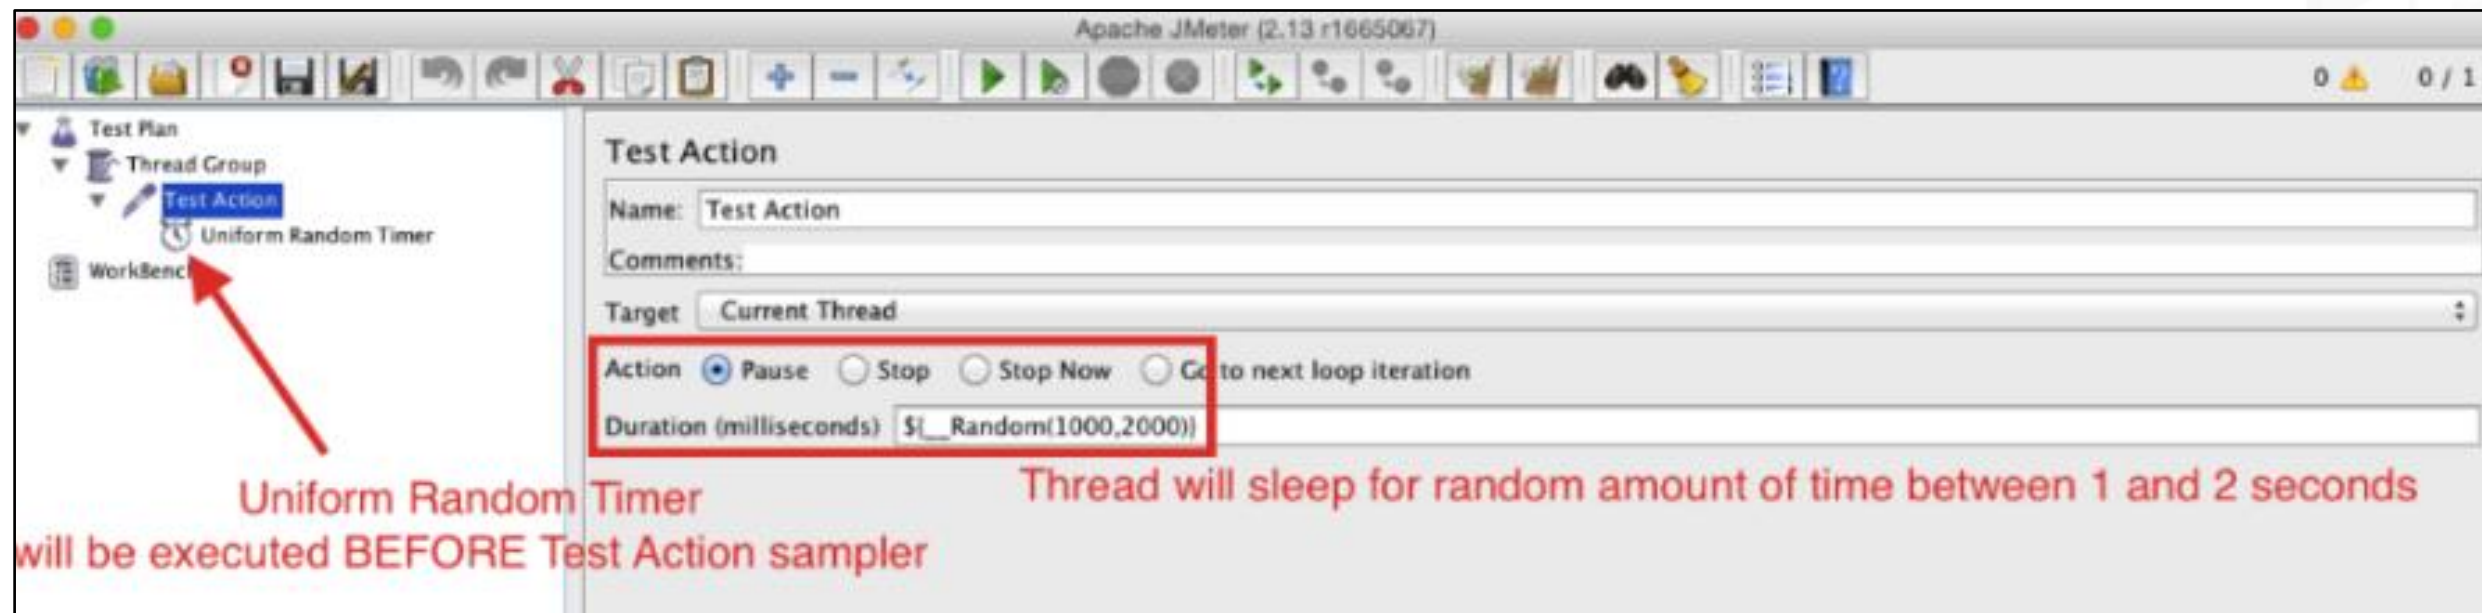 Apache JMeter (2.13 r1665067)
0 0 / 1
Test Plan
Thread Group
Test Action
Uniform Random Timer
WorkBenc
Test Action
Name: Test Action
Comments:
Target Current Thread
Action Pause Stop Stop Now Go to next loop iteration
Duration (milliseconds) ${__Random(1000,2000)}
Thread will sleep for random amount of time between 1 and 2 seconds
Uniform Random Timer
will be executed BEFORE Test Action sampler